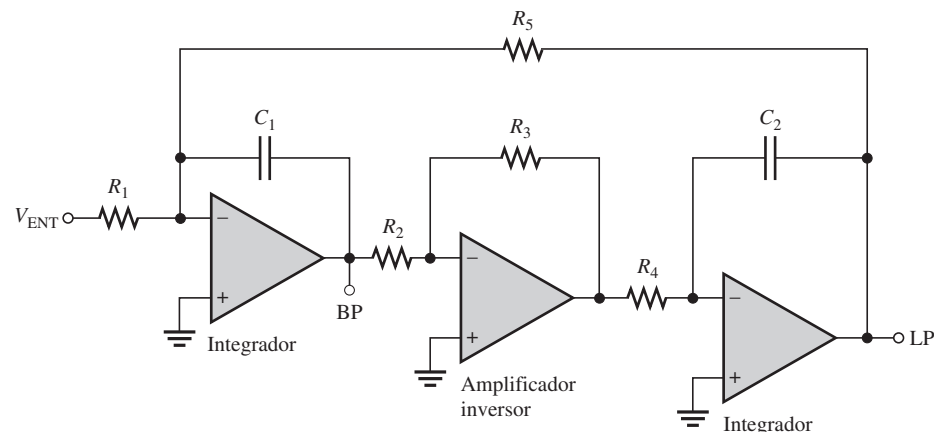 R5
C1
R3
C2
R1
VENT
−
R2
−
R4
−
+
BP
Integrador
+
LP
Amplificador
inversor
+
Integrador